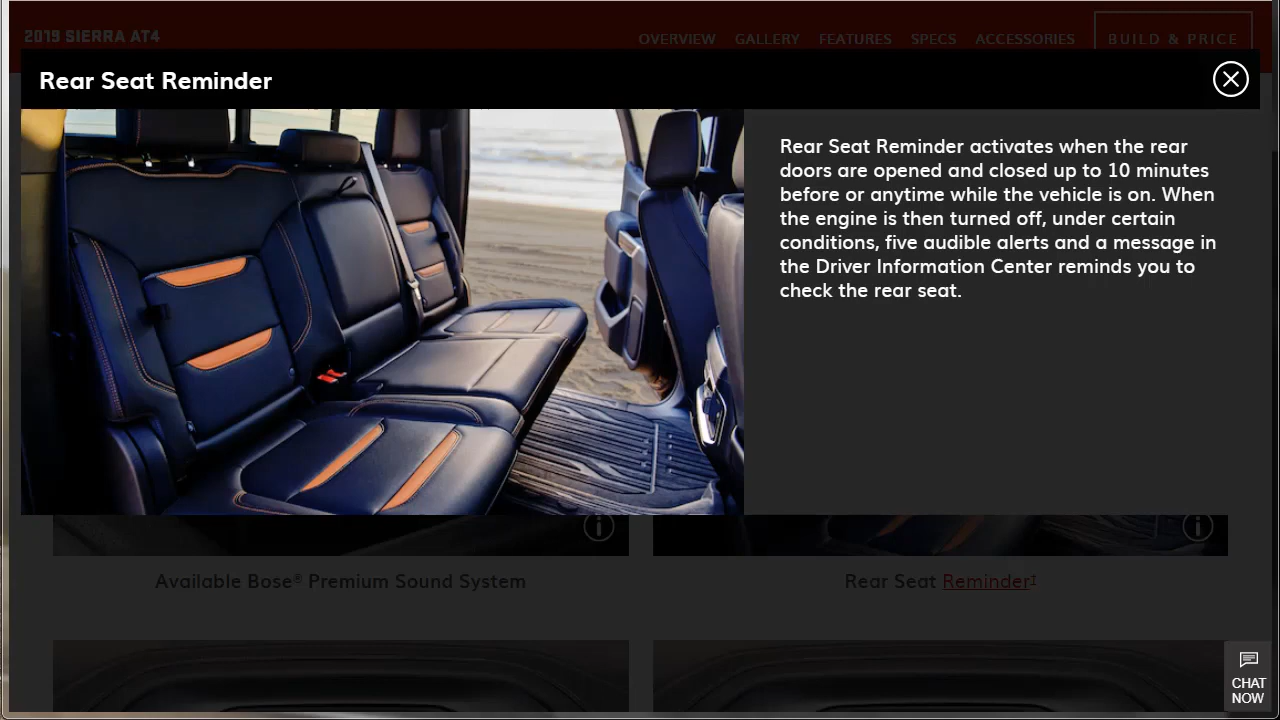 2019 SIERRA AT4
OVERVIEW GALLERY FEATURES SPECS ACCESSORIES BUILD & PRICE
Rear Seat Reminder
Rear Seat Reminder activates when the rear
doors are opened and closed up to 10 minutes
before or anytime while the vehicle is on. When
the engine is then turned off, under certain
conditions, five audible alerts and a message in
the Driver Information Center reminds you to
check the rear seat.
Available Bose® Premium Sound System
Rear Seat Reminder‡
CHAT
NOW